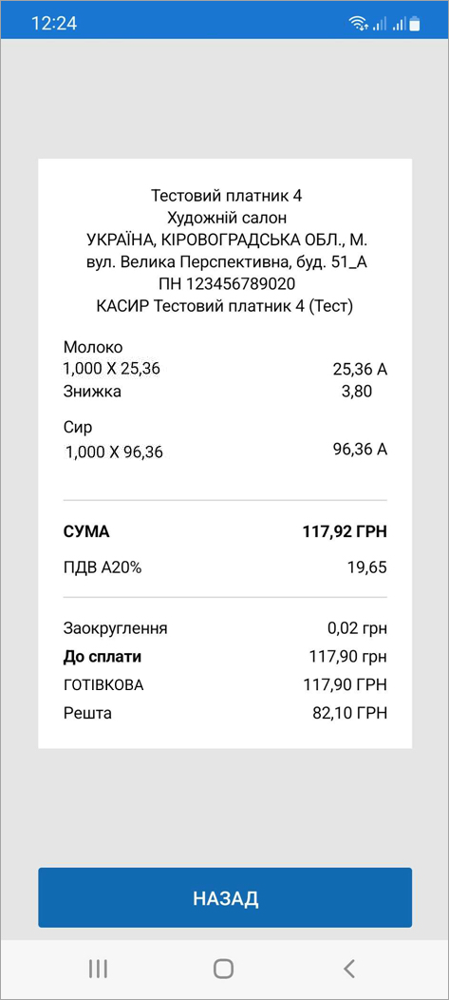 12:24
Тестовий платник 4
Художній салон
УКРАЇНА, КІРОВОГРАДСЬКА ОБЛ., М.
вул. Велика Перспективна, буд. 51_А
ПН 123456789020
КАСИР Тестовий платник 4 (Тест)
Молоко
1,000 X 25,36 25,36 А
Знижка 3,80
Сир
1,000 X 96,36 96,36 А
СУМА 117,92 ГРН
ПДВ А20% 19,65
Заокруглення 0,02 грн
До сплати 117,90 грн
ГОТІВКОВА 117,90 ГРН
Решта 82,10 ГРН
НАЗАД